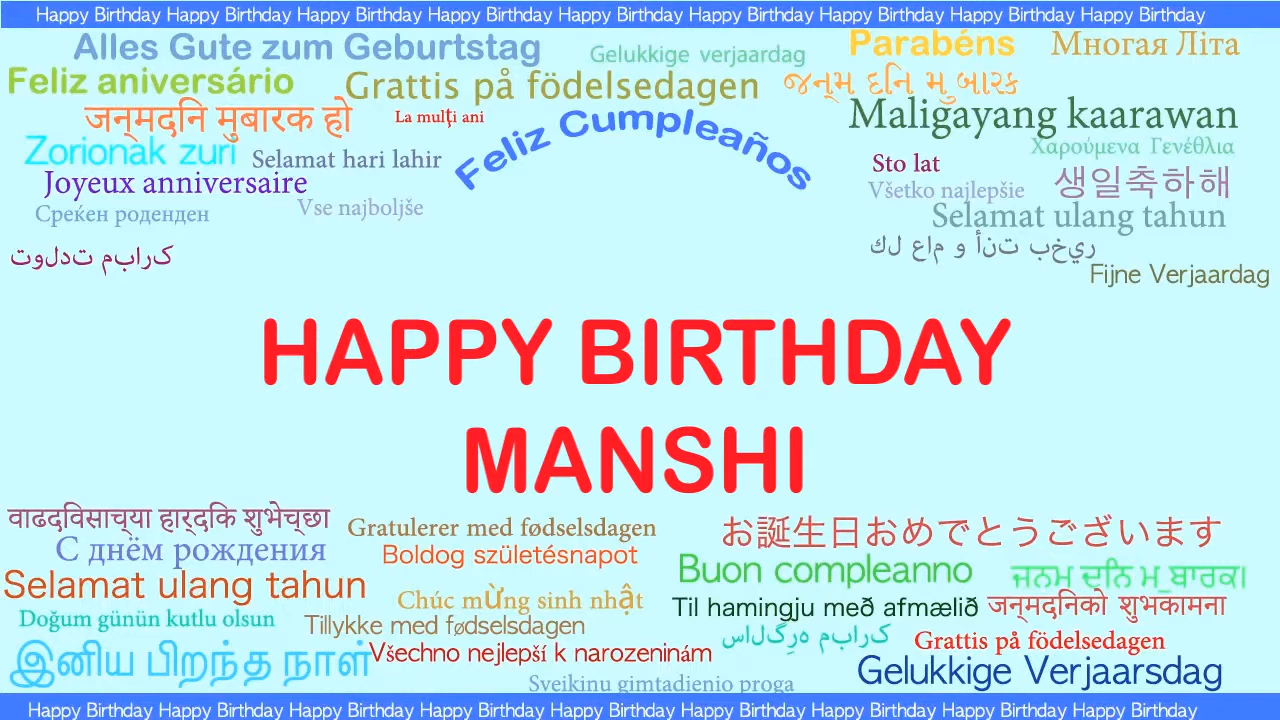 Happy Birthday Happy Birthday Happy Birthday Happy Birthday Happy Birthday Happy Birthday Happy Birthday Happy Birthday Happy Birthday
Alles Gute zum Geburtstag
Gelukkige verjaardag
Parabéns
Многая Літа
Feliz aniversário
Grattis på födelsedagen
જન્મ દનિ મુબારક
जन्मदनि मुबारक हो
La mulţi ani
Feliz Cumpleaños
Maligayang kaarawan
Zorionak zuri
Selamat hari lahir
Χαρούμενα Γενέθλια
Sto lat
Joyeux anniversaire
Všetko najlepšie
생일축하해
Среќен роденден
Vse najboljše
Selamat ulang tahun
تولدت مبارک
كل عام و أنت بخير
Fijne Verjaardag
HAPPY BIRTHDAY
MANSHI
वाढदविसाच्या हार्दकि शुभेच्छा
Gratulerer med fødselsdagen
お誕生日おめでとうございます
С днём рождения
Boldog születésnapot
Buon compleanno
ਜਨਮ ਦਨਿ ਮੁਬਾਰਕ।
Selamat ulang tahun
Chúc mừng sinh nhật
Til hamingju með afmælið
जन्मदनिको शुभकामना
Doğum günün kutlu olsun
Tillykke med fødselsdagen
سالگرہ مبارک
Grattis på födelsedagen
இனிய பிறந்த நாள்
Všechno nejlepší k narozeninám
Gelukkige Verjaarsdag
Sveikinu gimtadienio proga
Happy Birthday Happy Birthday Happy Birthday Happy Birthday Happy Birthday Happy Birthday Happy Birthday Happy Birthday Happy Birthday